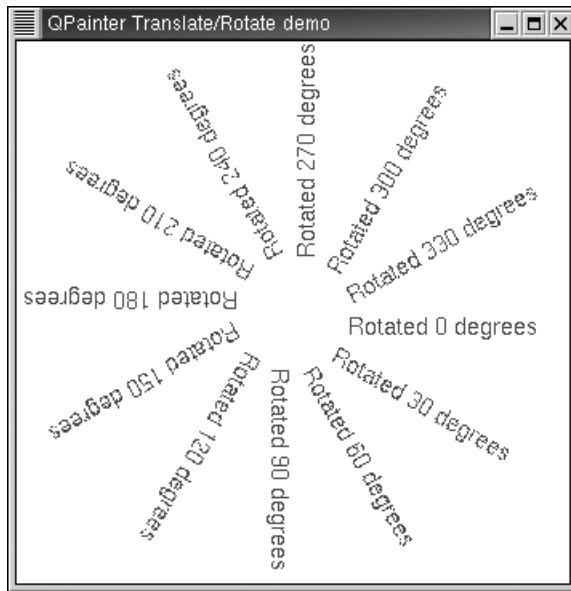 QPainter Translate/Rotate demo
Rotated 0 degrees
Rotated 30 degrees
Rotated 60 degrees
Rotated 90 degrees
Rotated 120 degrees
Rotated 150 degrees
Rotated 180 degrees
Rotated 210 degrees
Rotated 240 degrees
Rotated 270 degrees
Rotated 300 degrees
Rotated 330 degrees